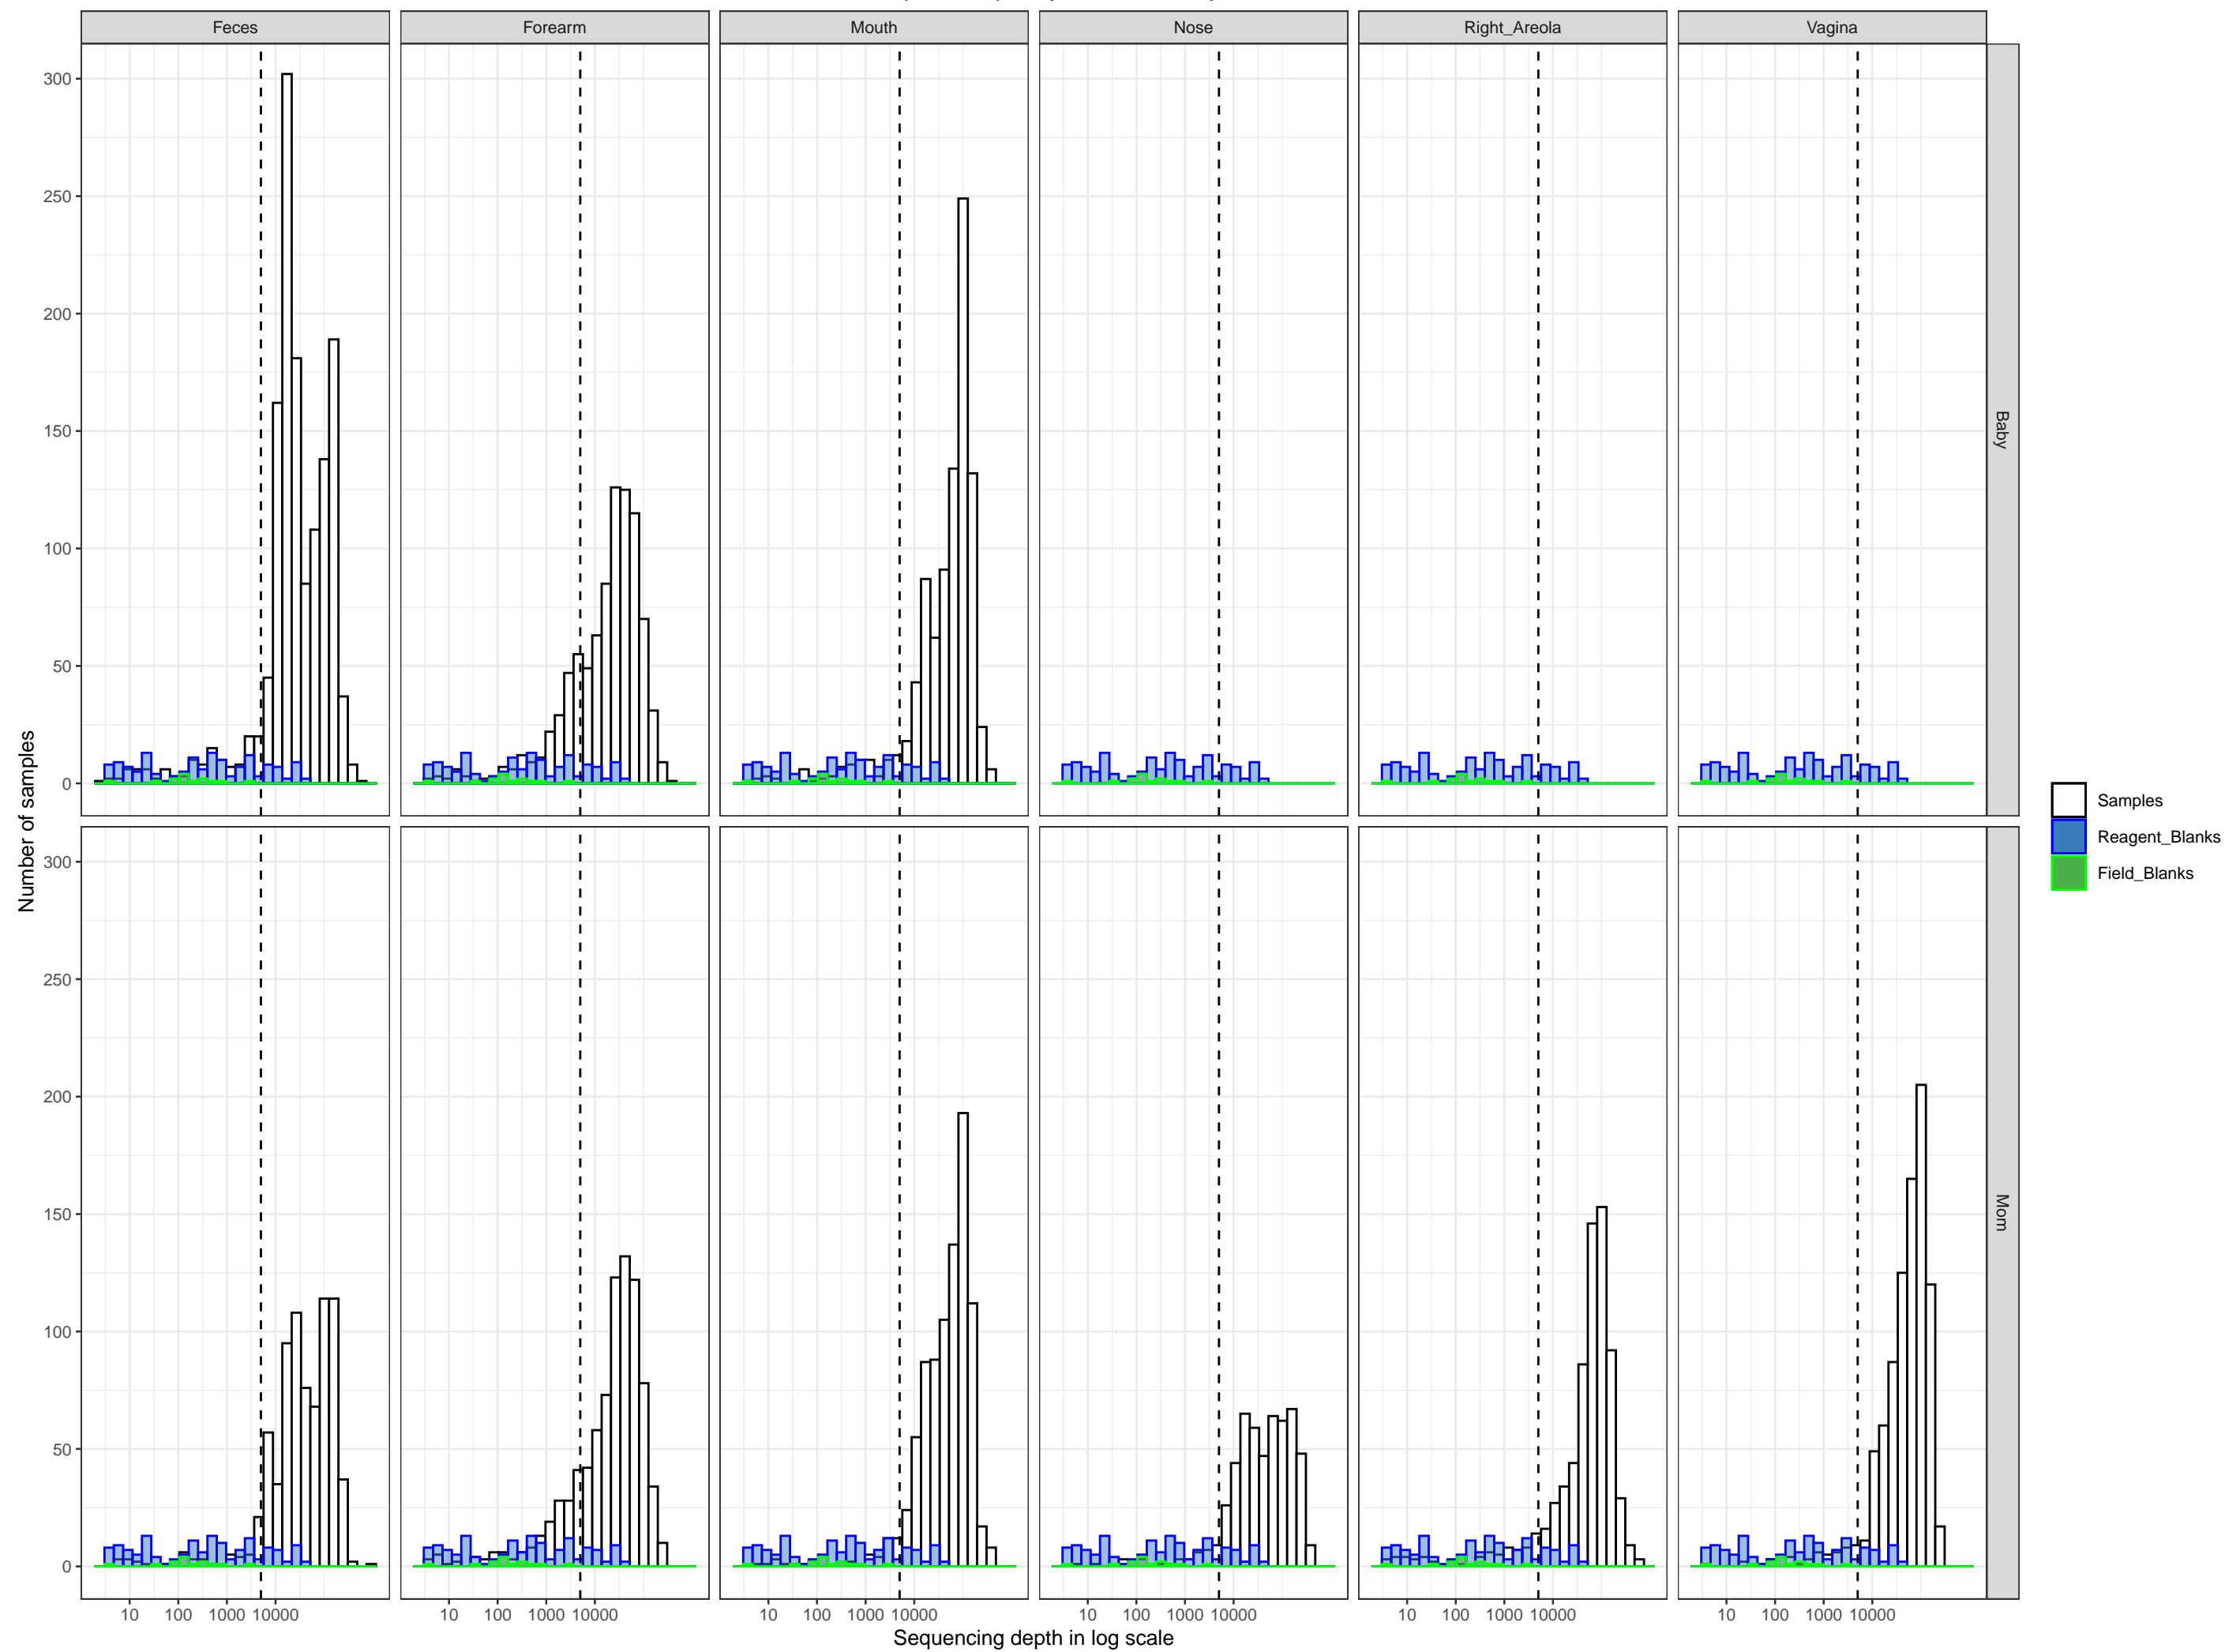 Feces Forearm Mouth Nose Right_Areola Vagina
300
250
200
150
100
50
0
Baby
Number of samples
Samples
Reagent_Blanks
Field_Blanks
300
250
200
150
100
50
0
Mom
10 100 1000 10000 10 100 1000 10000 10 100 1000 10000 10 100 1000 10000 10 100 1000 10000 10 100 1000 10000
Sequencing depth in log scale